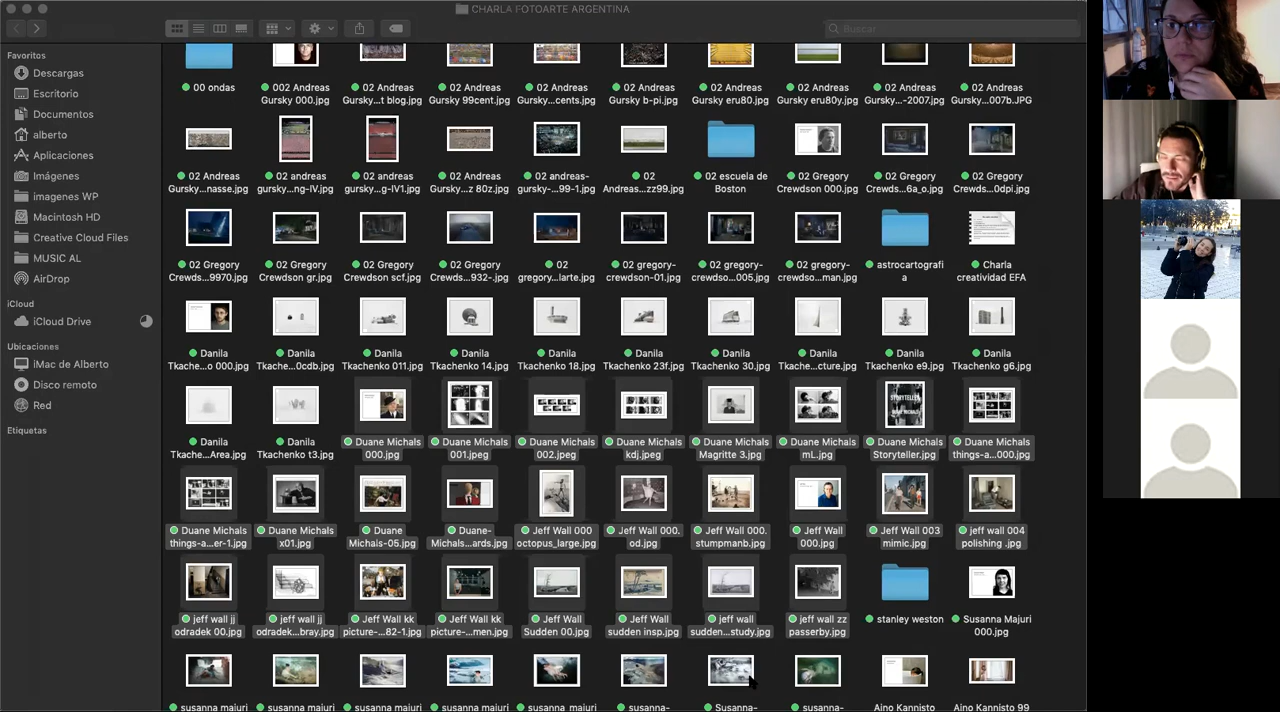 CHARLA FOTOARTE ARGENTINA
Buscar
Favoritos
Descargas
Escritorio
Documentos
alberto
Aplicaciones
Imágenes
imagenes WP
Macintosh HD
Creative Cloud Files
MUSIC AL
AirDrop
iCloud
iCloud Drive
Ubicaciones
iMac de Alberto
Disco remoto
Red
Etiquetas
00 ondas
002 Andreas
Gursky 000.jpg
02 Andreas
Gursky...t blog.jpg
02 Andreas
Gursky 99cent.jpg
02 Andreas
Gursky...cents.jpg
02 Andreas
Gursky b-pi.jpg
02 Andreas
Gursky eru80.jpg
02 Andreas
Gursky eru80y.jpg
02 Andreas
Gursky...-2007.jpg
02 Andreas
Gursky...007b.JPG
02 Andreas
Gursky...nasse.jpg
02 andreas
gursky...ng-IV.jpg
02 andreas
gursky...g-IV1.jpg
02 Andreas
Gursky...z 80z.jpg
02 andreas-
gursky-...99-1.jpg
02
Andreas...zz99.jpg
02 escuela de
Boston
02 Gregory
Crewdson 000.jpg
02 Gregory
Crewds...6a_o.jpg
02 Gregory
Crewds...0dpi.jpg
02 Gregory
Crewds...9970.jpg
02 Gregory
Crewdson gr.jpg
02 Gregory
Crewdson scf.jpg
02 Gregory
Crewds...932-.jpg
02
gregory...larte.jpg
02 gregory-
crewdson-01.jpg
02 gregory-
crewdso...005.jpg
02 gregory-
crewdso...man.jpg
astrocartografi
a
Charla
creatividad EFA
Danila
Tkache...o 000.jpg
Danila
Tkache...0cdb.jpg
Danila
Tkachenko 011.jpg
Danila
Tkachenko 14.jpg
Danila
Tkachenko 18.jpg
Danila
Tkachenko 23f.jpg
Danila
Tkachenko 30.jpg
Danila
Tkache...cture.jpg
Danila
Tkachenko e9.jpg
Danila
Tkachenko g6.jpg
Danila
Tkache...Area.jpg
Danila
Tkachenko t3.jpg
Duane Michals
000.jpg
Duane Michals
001.jpeg
Duane Michals
002.jpeg
Duane Michals
kdj.jpeg
Duane Michals
Magritte 3.jpg
Duane Michals
mL.jpg
STORYTELLER
Duane Michals
Storyteller.jpg
Duane Michals
things-a...000.jpg
Duane Michals
things-a...er-1.jpg
Duane Michals
x01.jpg
Duane
Michals-05.jpg
Duane-
Michals...ards.jpg
Jeff Wall 000
octopus_large.jpg
Jeff Wall 000.
od.jpg
Jeff Wall 000.
stumpmanb.jpg
Jeff Wall
000.jpg
Jeff Wall 003
mimic.jpg
jeff wall 004
polishing .jpg
jeff wall jj
odradek 00.jpg
jeff wall jj
odradek...bray.jpg
Jeff Wall kk
picture-...82-1.jpg
Jeff Wall kk
picture-...men.jpg
Jeff Wall
Sudden 00.jpg
Jeff Wall
sudden insp.jpg
jeff wall
sudden...study.jpg
jeff wall zz
passerby.jpg
stanley weston
Susanna Majuri
000.jpg
susanna majuri
susanna majuri
susanna majuri
susanna majuri
susanna majuri
susanna-
Susanna-
susanna-
Aino Kannisto
Aino Kannisto 99